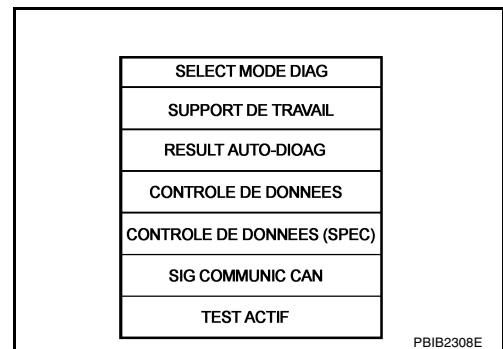 SELECT MODE DIAG
SUPPORT DE TRAVAIL
RESULT AUTO-DIOAG
CONTROLE DE DONNEES
CONTROLE DE DONNEES (SPEC)
SIG COMMUNIC CAN
TEST ACTIF
PBIB2308E